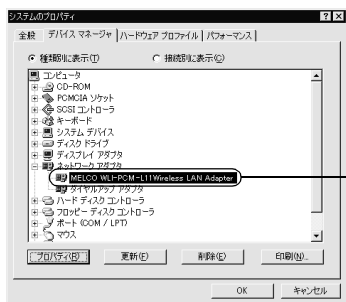 システムのプロパティ
全般 デバイス マネージャ ハードウェア プロファイル パフォーマンス
種類別に表示(T) 接続別に表示(C)
コンピュータ
CD-ROM
PCMCIA ソケット
SCSI コントローラ
キーボード
システム デバイス
ディスク ドライブ
ディスプレイ アダプタ
ネットワーク アダプタ
MELCO WLI-PCM-L11Wireless LAN Adapter
ダイヤルアップ アダプタ
ハード ディスク コントローラ
フロッピー ディスク コントローラ
ポート (COM / LPT)
マウス
プロパティ(R) 更新(F) 削除(E) 印刷(N)...
OK キャンセル